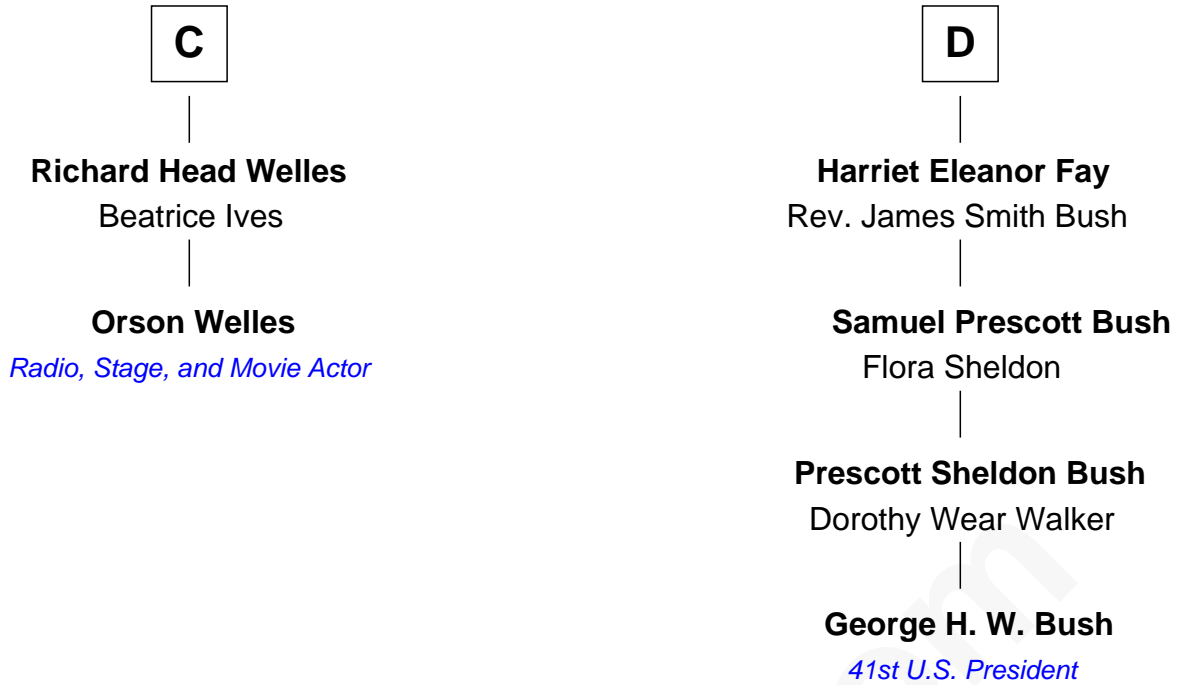 C
Richard Head Welles
Beatrice Ives
Orson Welles
Radio, Stage, and Movie Actor
D
Harriet Eleanor Fay
Rev. James Smith Bush
Samuel Prescott Bush
Flora Sheldon
Prescott Sheldon Bush
Dorothy Wear Walker
George H. W. Bush
41st U.S. President